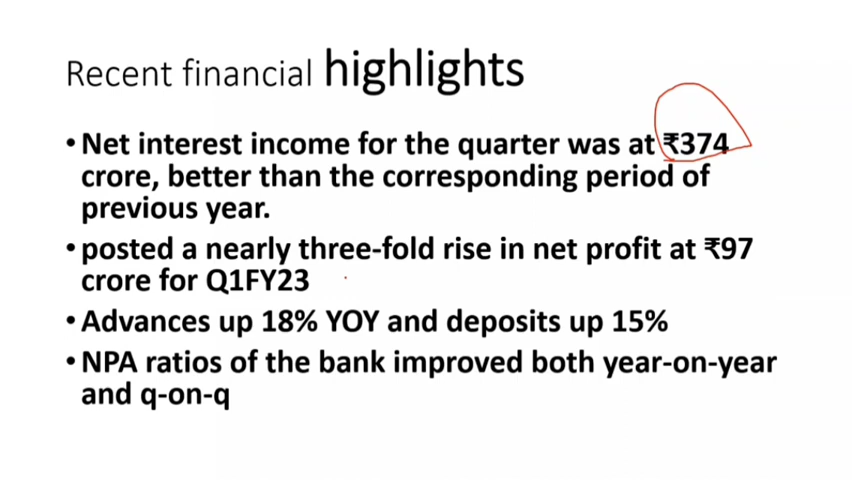 Recent financial highlights
•Net interest income for the quarter was at ₹374
crore, better than the corresponding period of
previous year.
•posted a nearly three-fold rise in net profit at ₹97
crore for Q1FY23
•Advances up 18% YOY and deposits up 15%
•NPA ratios of the bank improved both year-on-year
and q-on-q